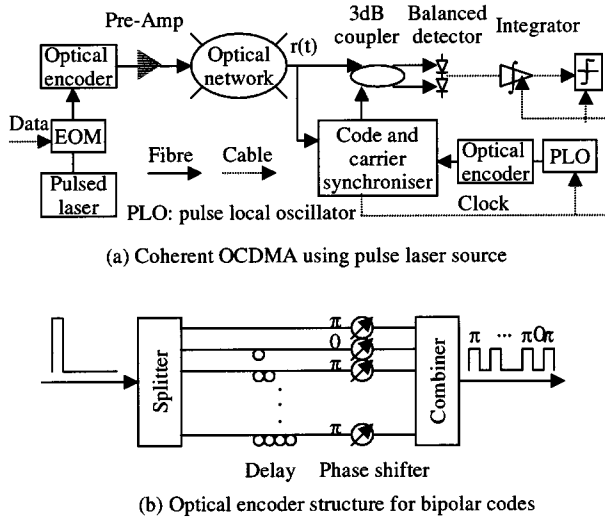 Pre-Amp
3dB coupler
Balanced detector
Integrator
Optical encoder
Optical network
r(t)
Data
EOM
Pulsed laser
Fibre
Cable
Code and carrier synchroniser
Optical encoder
PLO
PLO: pulse local oscillator
Clock
(a) Coherent OCDMA using pulse laser source
Splitter
π
0
π
π
Combiner
π ... π0π
Delay
Phase shifter
(b) Optical encoder structure for bipolar codes